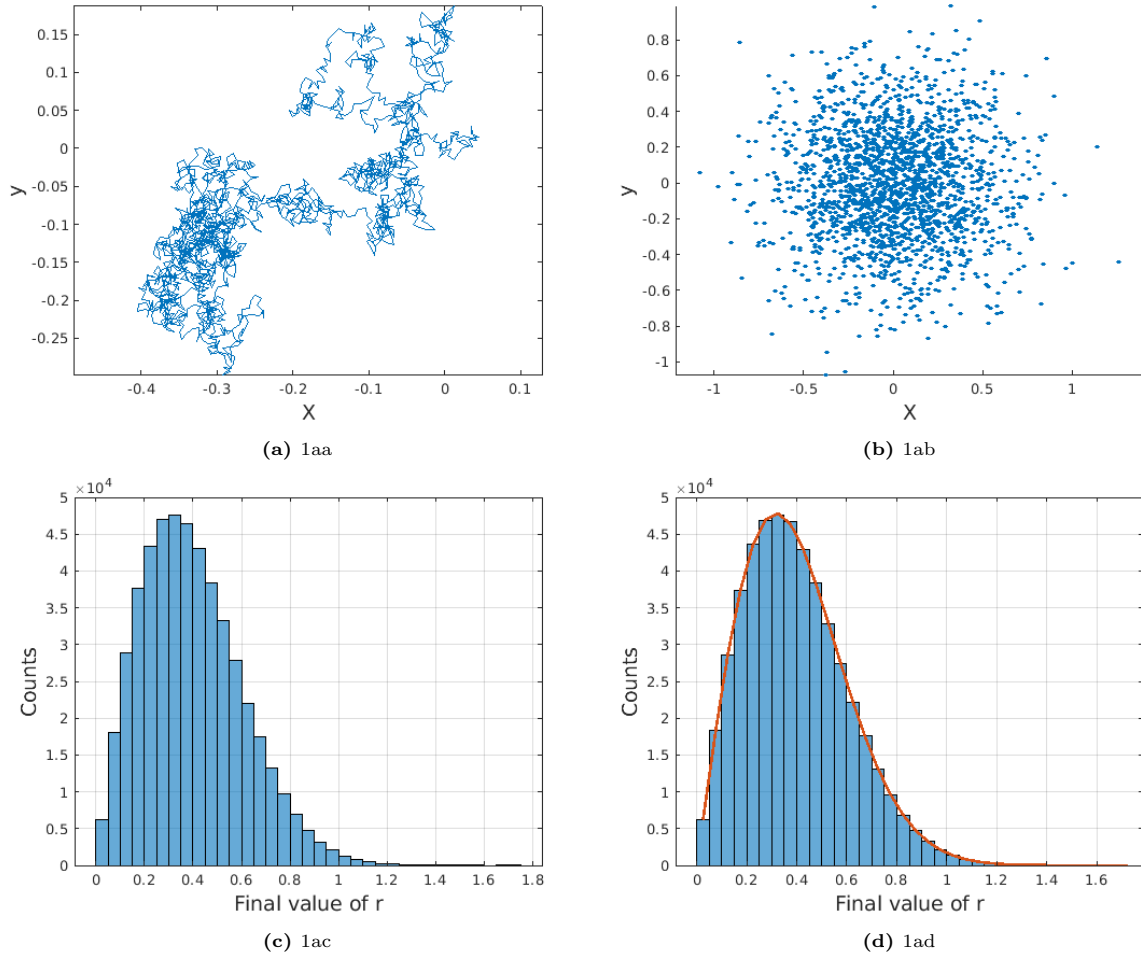 0.15
0.1
0.05
0
-0.05
-0.1
-0.15
-0.2
-0.25
y
-0.4 -0.3 -0.2 -0.1 0 0.1
X
(a) 1aa
0.8
0.6
0.4
0.2
0
-0.2
-0.4
-0.6
-0.8
-1
y
-1 -0.5 0 0.5 1
X
(b) 1ab
×10⁴
5
4.5
4
3.5
3
2.5
2
1.5
1
0.5
0
Counts
0 0.2 0.4 0.6 0.8 1 1.2 1.4 1.6 1.8
Final value of r
(c) 1ac
×10⁴
5
4.5
4
3.5
3
2.5
2
1.5
1
0.5
0
Counts
0 0.2 0.4 0.6 0.8 1 1.2 1.4 1.6
Final value of r
(d) 1ad